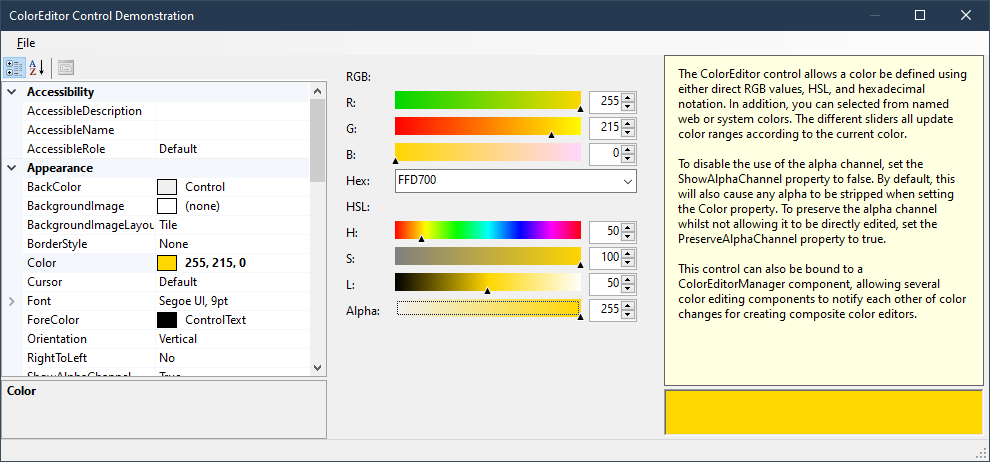 ColorEditor Control Demonstration
File
Accessibility
AccessibleDescription
AccessibleName
AccessibleRole Default
Appearance
BackColor Control
BackgroundImage (none)
BackgroundImageLayou Tile
BorderStyle None
Color 255, 215, 0
Cursor Default
Font Segoe UI, 9pt
ForeColor ControlText
Orientation Vertical
RightToLeft No
ShowAlphaChannel True
Color
RGB:
R: 255
G: 215
B: 0
Hex: FFD700
HSL:
H: 50
S: 100
L: 50
Alpha: 255
The ColorEditor control allows a color be defined using
either direct RGB values, HSL, and hexadecimal
notation. In addition, you can selected from named
web or system colors. The different sliders all update
color ranges according to the current color.
To disable the use of the alpha channel, set the
ShowAlphaChannel property to false. By default, this
will also cause any alpha to be stripped when setting
the Color property. To preserve the alpha channel
whilst not allowing it to be directly edited, set the
PreserveAlphaChannel property to true.
This control can also be bound to a
ColorEditorManager component, allowing several
color editing components to notify each other of color
changes for creating composite color editors.